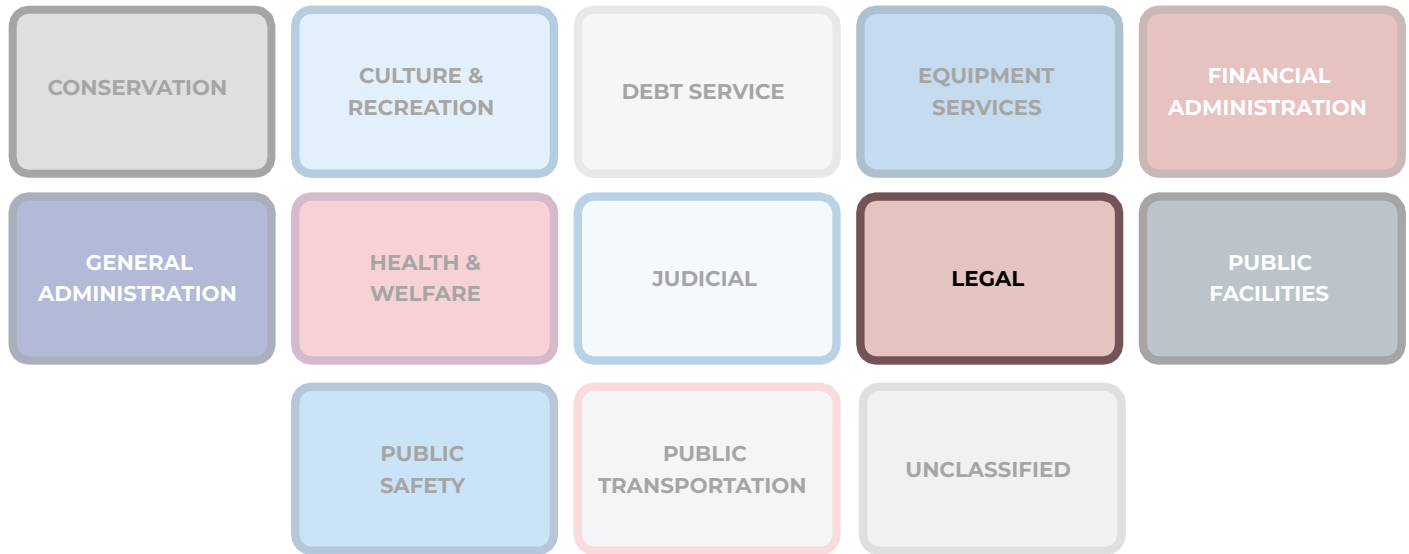 CONSERVATION
CULTURE &
RECREATION
DEBT SERVICE
EQUIPMENT
SERVICES
FINANCIAL
ADMINISTRATION
GENERAL
ADMINISTRATION
HEALTH &
WELFARE
JUDICIAL
LEGAL
PUBLIC
FACILITIES
PUBLIC
SAFETY
PUBLIC
TRANSPORTATION
UNCLASSIFIED